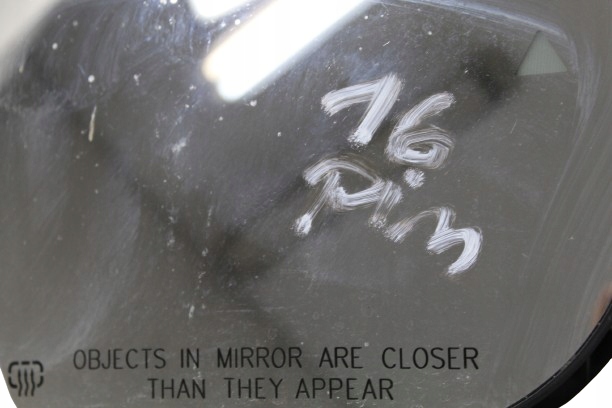 16.
Pin
OBJECTS IN MIRROR ARE CLOSER
THAN THEY APPEAR